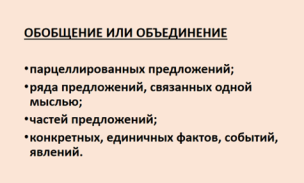 ОБОБЩЕНИЕ ИЛИ ОБЪЕДИНЕНИЕ
•парцеллированных предложений;
•ряда предложений, связанных одной
мыслью;
•частей предложений;
•конкретных, единичных фактов, событий,
явлений.